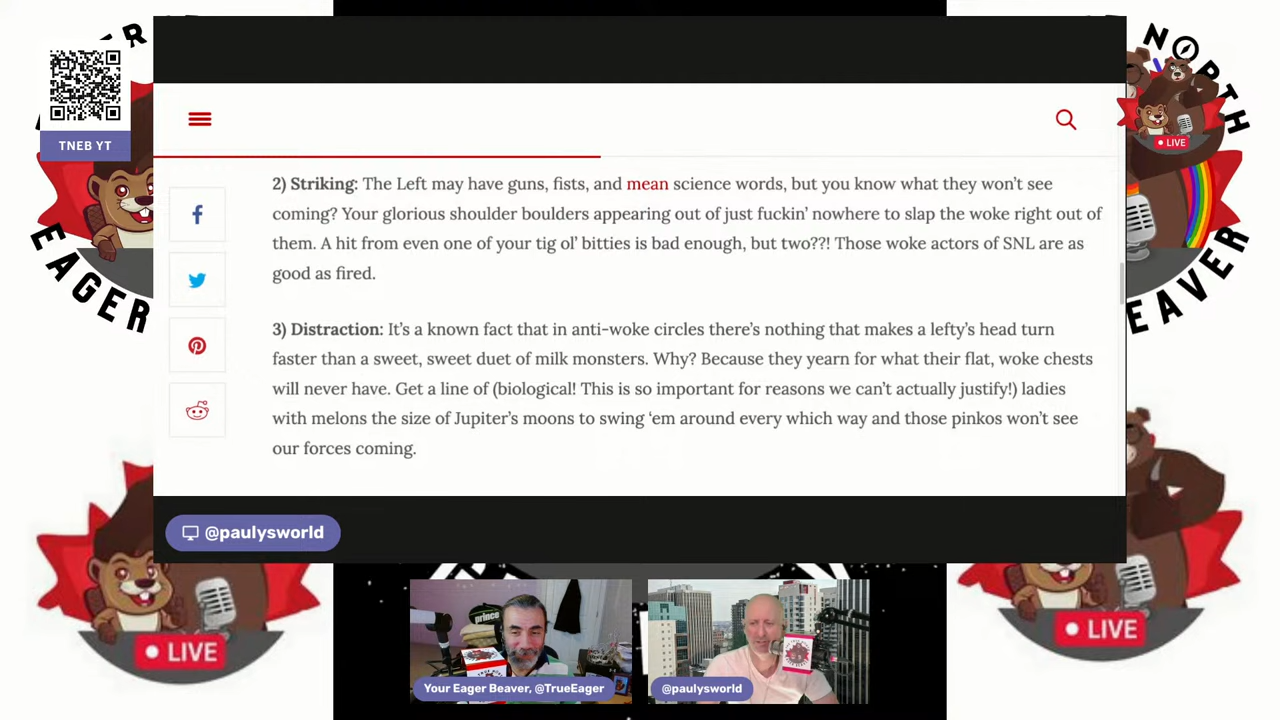 TNEB YT
EAGER
NORTH
LIVE
2) Striking: The Left may have guns, fists, and mean science words, but you know what they won’t see
coming? Your glorious shoulder boulders appearing out of just fuckin’ nowhere to slap the woke right out of
them. A hit from even one of your tig ol’ bitties is bad enough, but two??! Those woke actors of SNL are as
good as fired.
3) Distraction: It’s a known fact that in anti-woke circles there’s nothing that makes a lefty’s head turn
faster than a sweet, sweet duet of milk monsters. Why? Because they yearn for what their flat, woke chests
will never have. Get a line of (biological! This is so important for reasons we can’t actually justify!) ladies
with melons the size of Jupiter’s moons to swing ‘em around every which way and those pinkos won’t see
our forces coming.
@paulysworld
prince
Your Eager Beaver, @TrueEager
@paulysworld
LIVE
LIVE